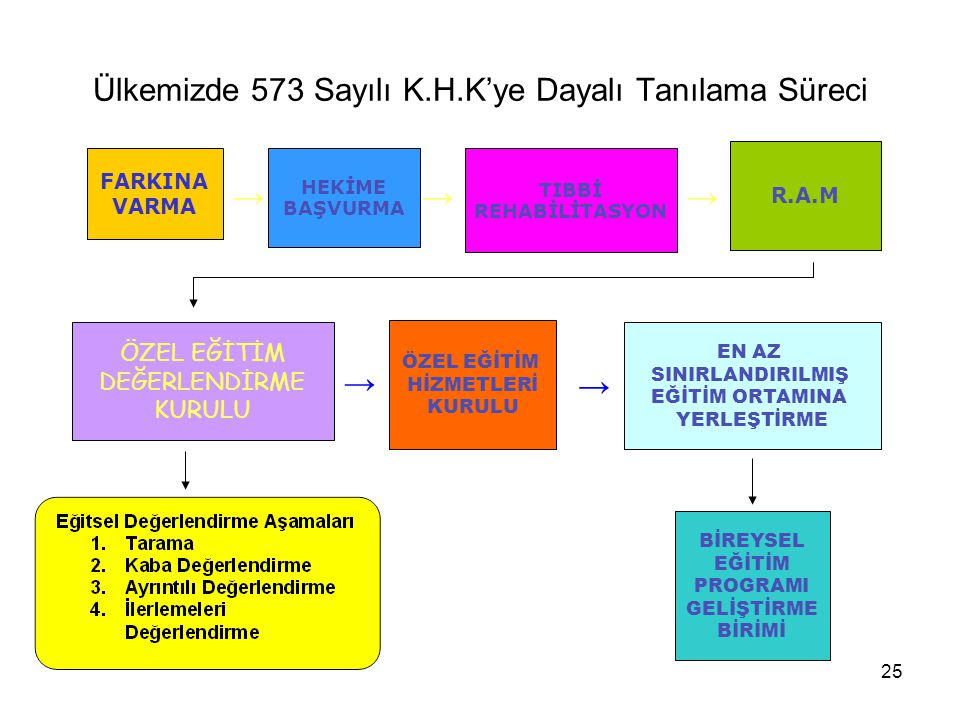 Ülkemizde 573 Sayılı K.H.K’ye Dayalı Tanılama Süreci
FARKINA
VARMA
→
HEKİME
BAŞVURMA
→
TIBBİ
REHABİLİTASYON
→
R.A.M
ÖZEL EĞİTİM
DEĞERLENDİRME
KURULU
→
ÖZEL EĞİTİM
HİZMETLERİ
KURULU
→
EN AZ
SINIRLANDIRILMIŞ
EĞİTİM ORTAMINA
YERLEŞTİRME
Eğitsel Değerlendirme Aşamaları
1. Tarama
2. Kaba Değerlendirme
3. Ayrıntılı Değerlendirme
4. İlerlemeleri
Değerlendirme
BİREYSEL
EĞİTİM
PROGRAMI
GELİŞTİRME
BİRİMİ
25